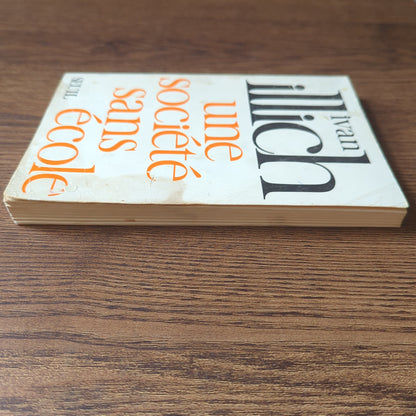 ivan
illich
une
société
sans
école
SEUIL